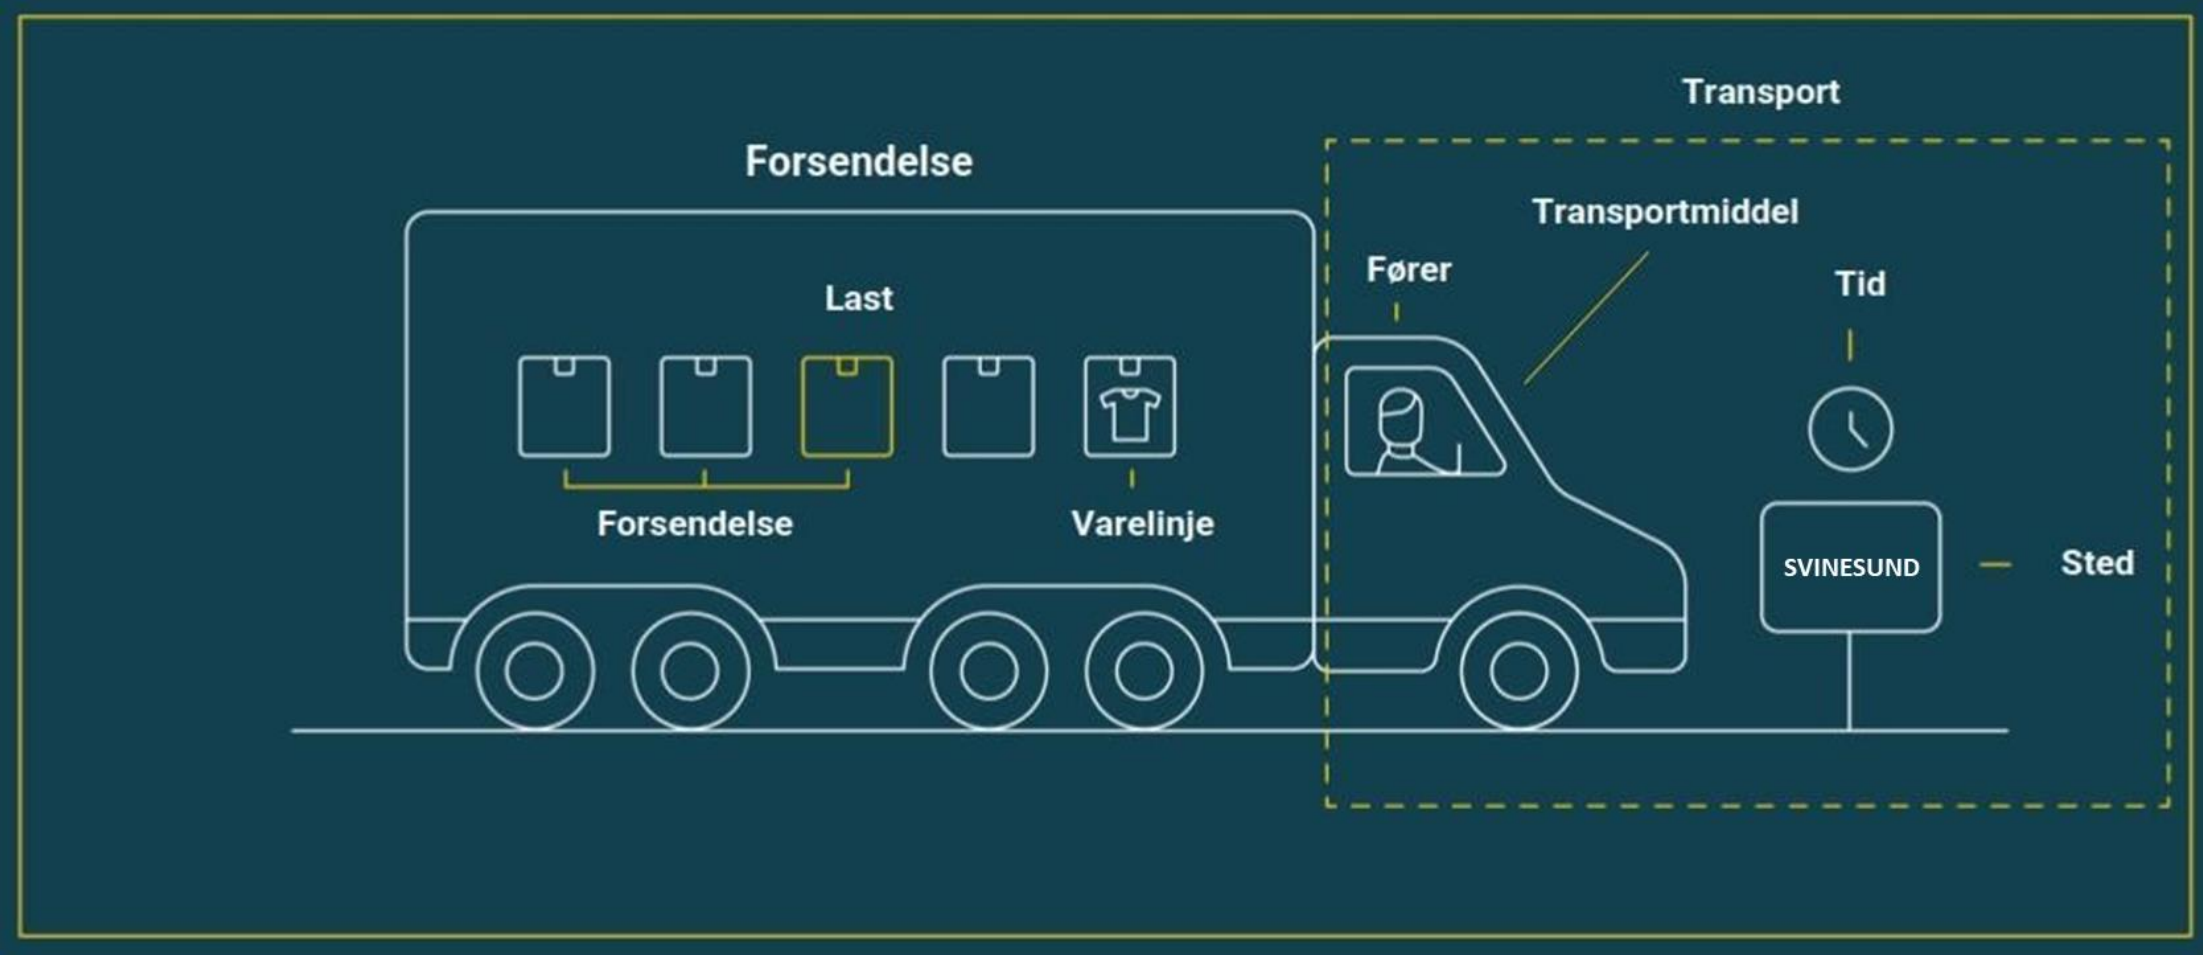 Transport
Forsendelse
Transportmiddel
Fører
Tid
Last
Forsendelse
Varelinje
SVINESUND
Sted